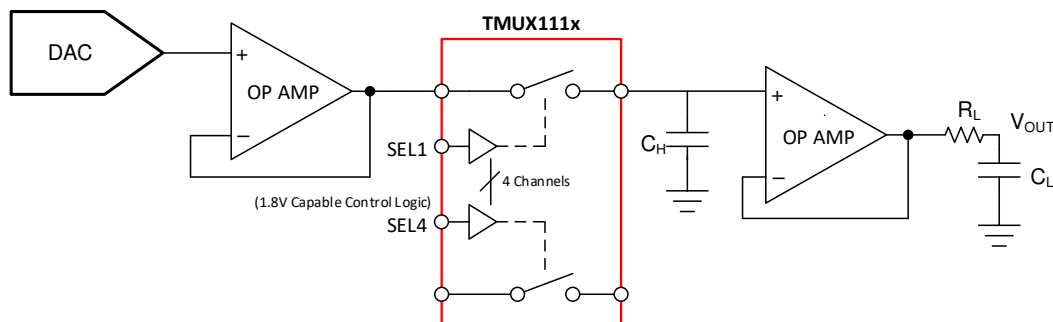 TMUX111x
DAC
+
OP AMP
−
SEL1
4 Channels
(1.8V Capable Control Logic)
SEL4
CH
+
OP AMP
−
RL
VOUT
CL